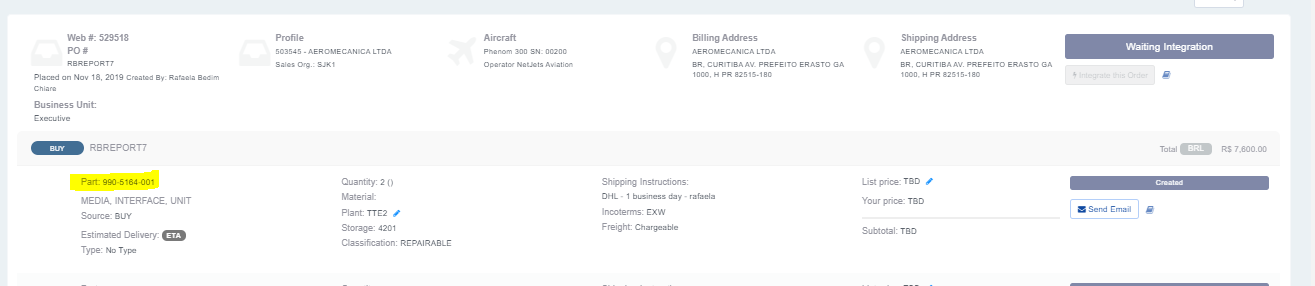 Web #: 529518
PO #
RBREPORT7
Placed on Nov 18, 2019 Created By: Rafaela Bedim
Chiare
Business Unit:
Executive
Profile
503545 - AEROMECANICA LTDA
Sales Org.: SJK1
Aircraft
Phenom 300 SN: 00200
Operator NetJets Aviation
Billing Address
AEROMECANICA LTDA
BR, CURITIBA AV. PREFEITO ERASTO GA
1000, H PR 82515-180
Shipping Address
AEROMECANICA LTDA
BR, CURITIBA AV. PREFEITO ERASTO GA
1000, H PR 82515-180
Waiting Integration
Integrate this Order
BUY RBREPORT7
Total BRL R$ 7,600.00
Part: 990-5164-001
MEDIA, INTERFACE, UNIT
Source: BUY
Estimated Delivery: ETA
Type: No Type
Quantity: 2 ()
Material:
Plant: TTE2
Storage: 4201
Classification: REPAIRABLE
Shipping Instructions:
DHL - 1 business day - rafaela
Incoterms: EXW
Freight: Chargeable
List price: TBD
Your price: TBD
Subtotal: TBD
Created
Send Email